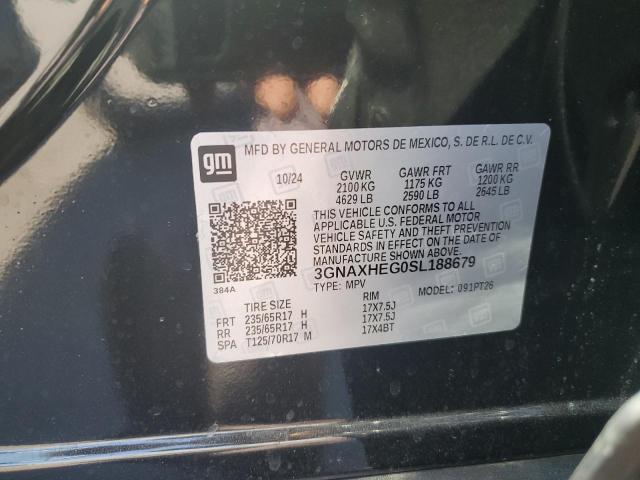 gm
MFD BY GENERAL MOTORS DE MEXICO, S. DE R.L. DE C.V.
10/24 GVWR GAWR FRT GAWR RR
2100 KG 1175 KG 1200 KG
4629 LB 2590 LB 2645 LB
THIS VEHICLE CONFORMS TO ALL
APPLICABLE U.S. FEDERAL MOTOR
VEHICLE SAFETY AND THEFT PREVENTION
STANDARDS IN EFFECT ON THE DATE OF
MANUFACTURE SHOWN ABOVE.
3GNAXHEG0SL188679
384A TYPE: MPV MODEL: 091PT26
TIRE SIZE RIM
FRT 235/65R17 H 17X7.5J
RR 235/65R17 H 17X7.5J
SPA T125/70R17 M 17X4BT